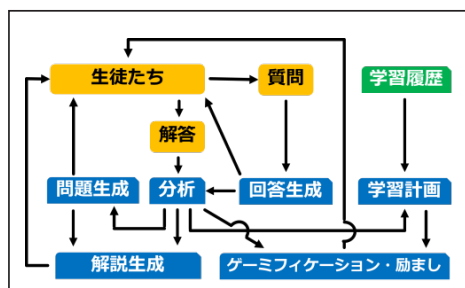 生徒たち
質問
学習履歴
解答
問題生成
分析
回答生成
学習計画
解説生成
ゲーミフィケーション・励まし